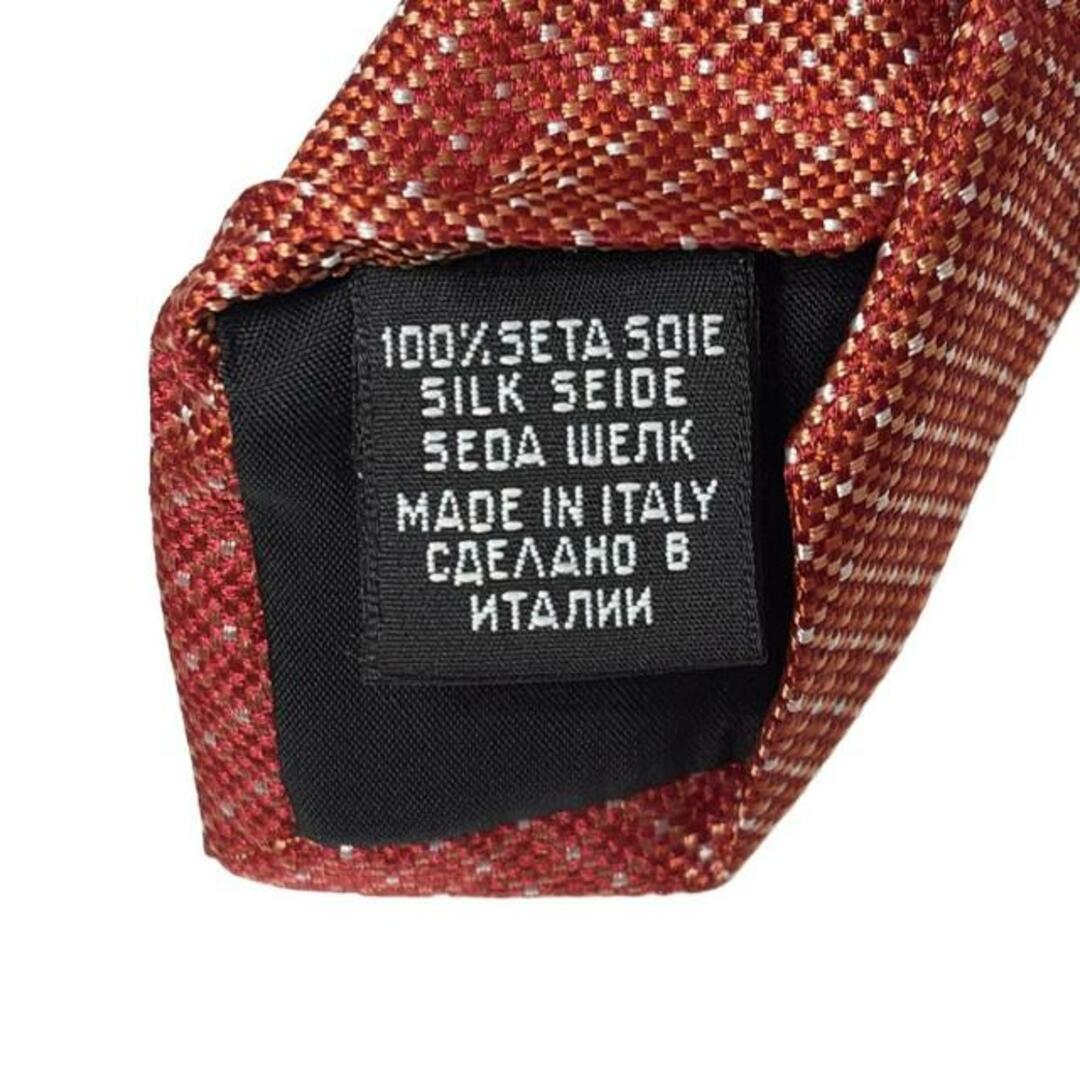 100% SETA SOIE
SILK SEIDE
SEDA ШЕЛК
MADE IN ITALY
СДЕЛАНО В
ИТАЛИИ